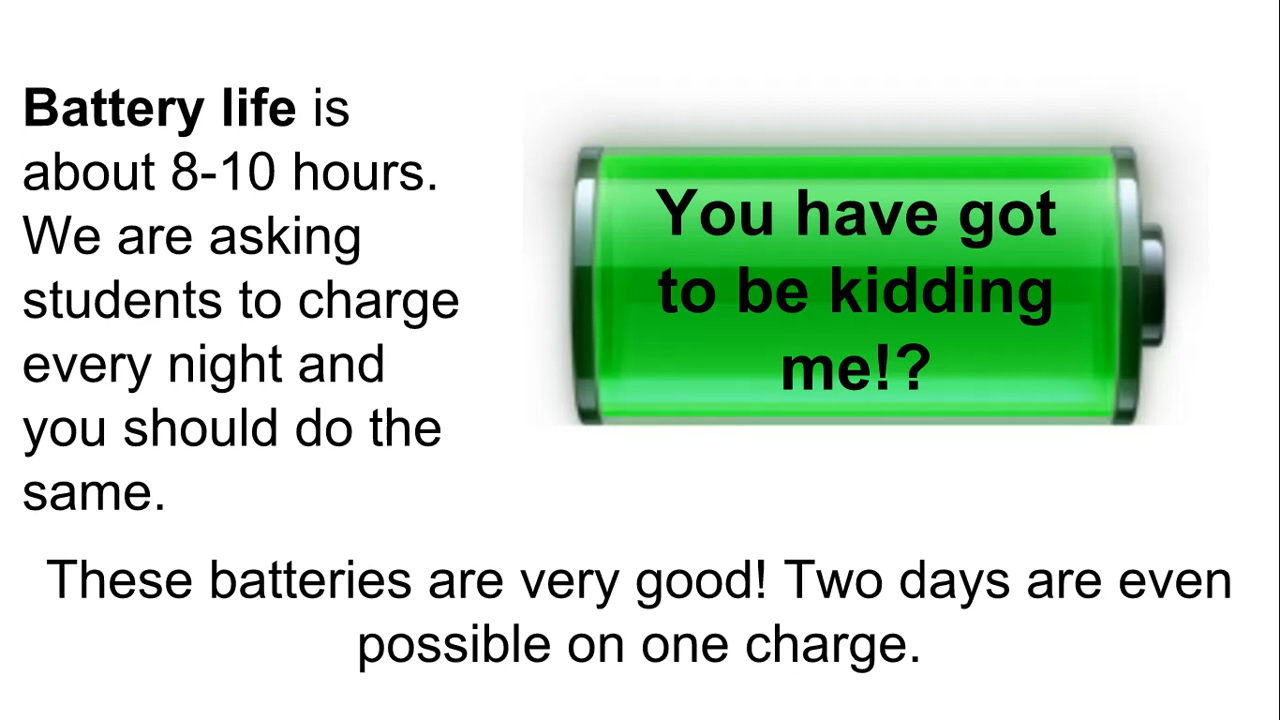 Battery life is
about 8-10 hours.
We are asking
students to charge
every night and
you should do the
same.
You have got
to be kidding
me!?
These batteries are very good! Two days are even
possible on one charge.